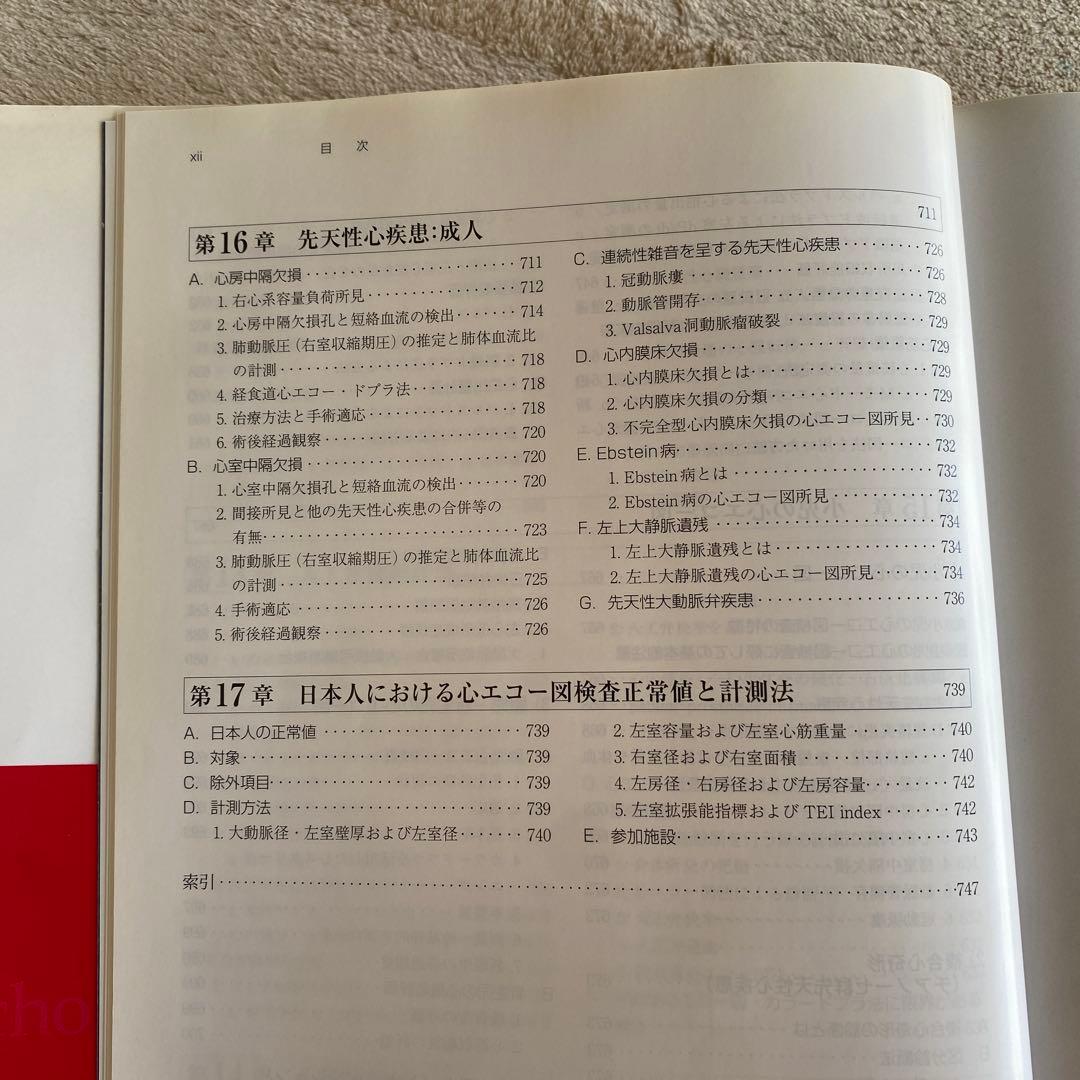 xii
目 次
第16章 先天性心疾患:成人 711
A. 心房中隔欠損 711
1. 右心系容量負荷所見 712
2. 心房中隔欠損孔と短絡血流の検出 714
3. 肺動脈圧(右室収縮期圧)の推定と肺体血流比
の計測 718
4. 経食道心エコー・ドプラ法 718
5. 治療方法と手術適応 718
6. 術後経過観察 720
B. 心室中隔欠損 720
1. 心室中隔欠損孔と短絡血流の検出 720
2. 間接所見と他の先天性心疾患の合併等の
有無 723
3. 肺動脈圧(右室収縮期圧)の推定と肺体血流比
の計測 725
4. 手術適応 726
5. 術後経過観察 726
C. 連続性雑音を呈する先天性心疾患 726
1. 冠動脈瘻 726
2. 動脈管開存 728
3. Valsalva洞動脈瘤破裂 729
D. 心内膜床欠損 729
1. 心内膜床欠損とは 729
2. 心内膜床欠損の分類 729
3. 不完全型心内膜床欠損の心エコー図所見 730
E. Ebstein病 732
1. Ebstein病とは 732
2. Ebstein病の心エコー図所見 732
F. 左上大静脈遺残 734
1. 左上大静脈遺残とは 734
2. 左上大静脈遺残の心エコー図所見 734
G. 先天性大動脈弁疾患 736
第17章 日本人における心エコー図検査正常値と計測法 739
A. 日本人の正常値 739
B. 対象 739
C. 除外項目 739
D. 計測方法 739
1. 大動脈径・左室壁厚および左室径 740
2. 左室容量および左室心筋重量 740
3. 右室径および右室面積 740
4. 左房径・右房径および左房容量 742
5. 左室拡張能指標および TEI index 742
E. 参加施設 743
索引 747